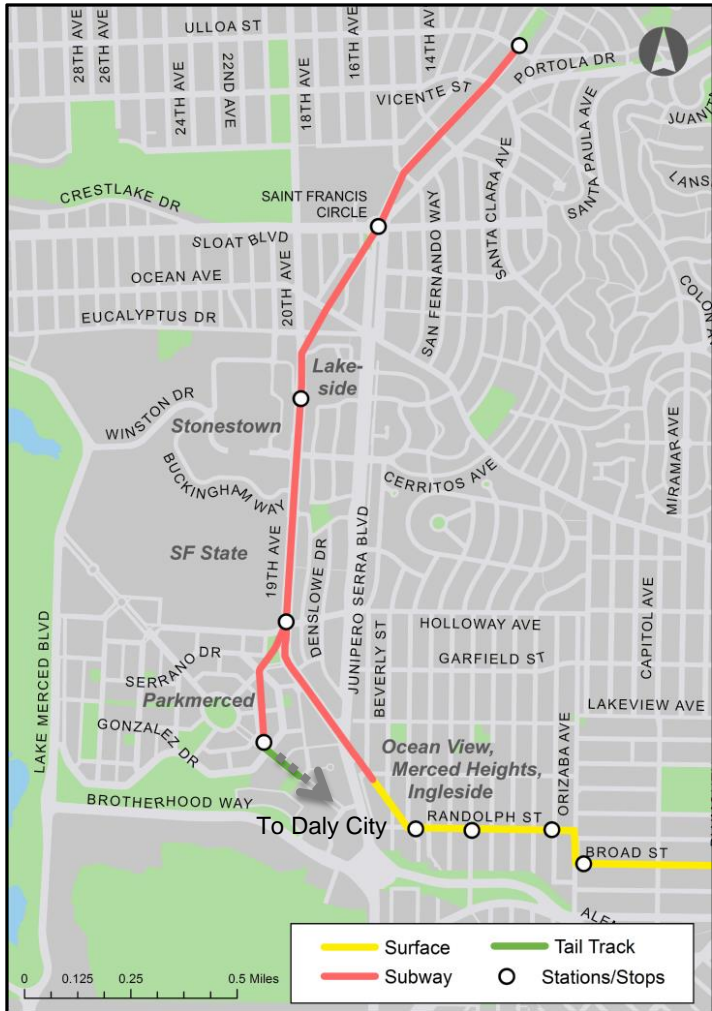 ULLOA ST
28TH AVE
26TH AVE
24TH AVE
22ND AVE
18TH AVE
16TH AVE
14TH AVE
PORTOLA DR
VICENTE ST
JUANIT
SANTA PAULA AVE
LANSA
CRESTLAKE DR
SAINT FRANCIS
CIRCLE
SLOAT BLVD
SAN FERNANDO WAY
SANTA CLARA AVE
OCEAN AVE
20TH AVE
EUCALYPTUS DR
COLON AV
Lake-
side
WINSTON DR
Stonestown
MIRAMAR AVE
BUCKINGHAM WAY
CERRITOS AVE
SF State
19TH AVE
DENSLOWE DR
JUNIPERO SERRA BLVD
BEVERLY ST
HOLLOWAY AVE
CAPITOL AVE
GARFIELD ST
SERRANO DR
LAKE MERCED BLVD
Parkmerced
LAKEVIEW AVE
GONZALEZ DR
ORIZABA AVE
Ocean View,
Merced Heights,
Ingleside
BROTHERHOOD WAY
RANDOLPH ST
To Daly City
BROAD ST
ALEM
Surface
Tail Track
Subway
Stations/Stops
0 0.125 0.25 0.5 Miles